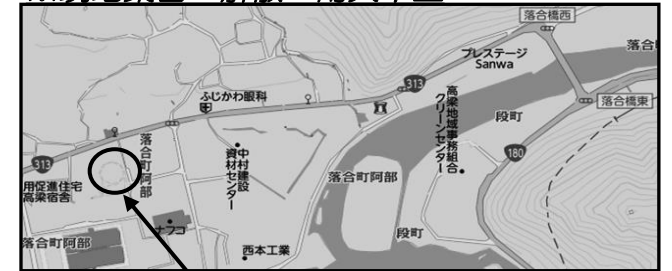 落合橋西
プレステージ
Sanwa
落合
313
ふじかわ眼科
高梁地域事務組合
クリーンセンター
落合橋東
段町
落合町阿部
中村建設
資材センター
180
313
用促進住宅
高梁宿舎
落合町阿部
ナフコ
段町
落合町阿部
西本工業